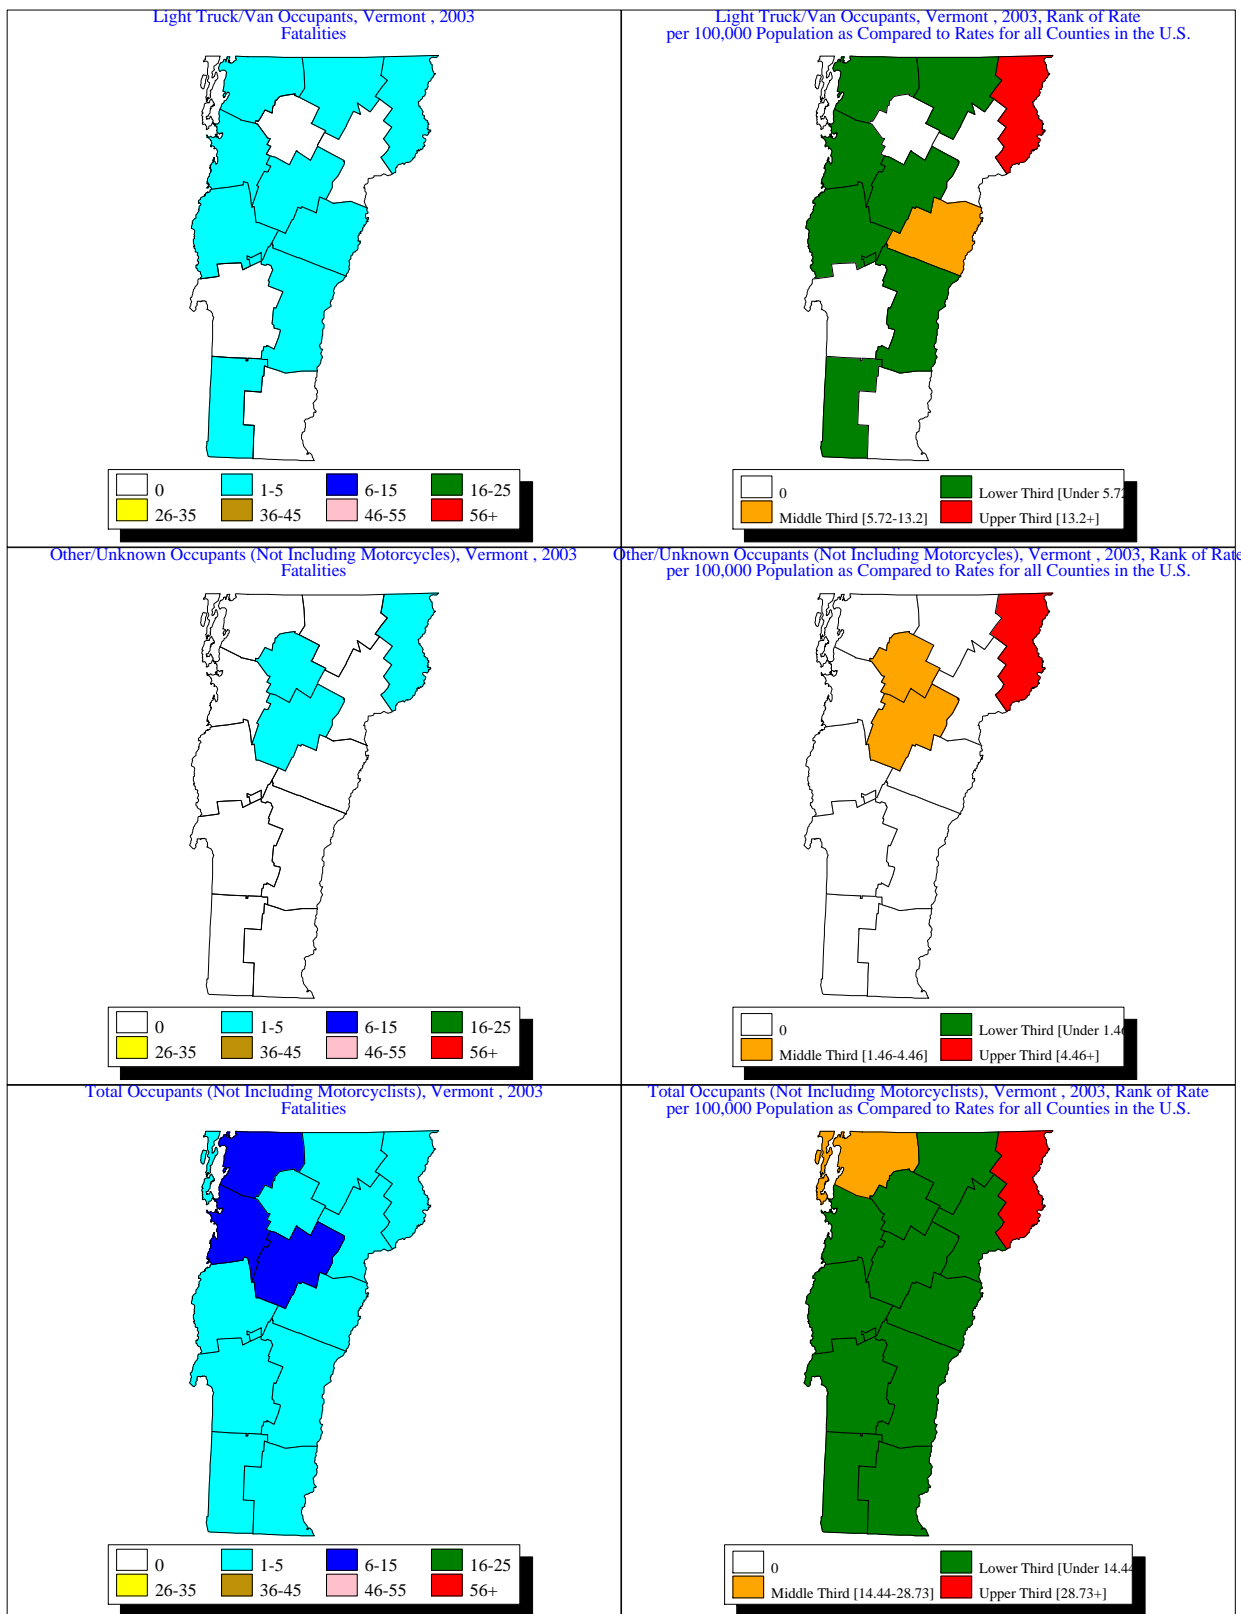 Light Truck/Van Occupants, Vermont , 2003
Fatalities
0 1-5 6-15 16-25
26-35 36-45 46-55 56+
Light Truck/Van Occupants, Vermont , 2003, Rank of Rate
per 100,000 Population as Compared to Rates for all Counties in the U.S.
0 Lower Third [Under 5.72
Middle Third [5.72-13.2] Upper Third [13.2+]
Other/Unknown Occupants (Not Including Motorcycles), Vermont , 2003
Fatalities
0 1-5 6-15 16-25
26-35 36-45 46-55 56+
Other/Unknown Occupants (Not Including Motorcycles), Vermont , 2003, Rank of Rate
per 100,000 Population as Compared to Rates for all Counties in the U.S.
0 Lower Third [Under 1.46
Middle Third [1.46-4.46] Upper Third [4.46+]
Total Occupants (Not Including Motorcyclists), Vermont , 2003
Fatalities
0 1-5 6-15 16-25
26-35 36-45 46-55 56+
Total Occupants (Not Including Motorcyclists), Vermont , 2003, Rank of Rate
per 100,000 Population as Compared to Rates for all Counties in the U.S.
0 Lower Third [Under 14.44
Middle Third [14.44-28.73] Upper Third [28.73+]